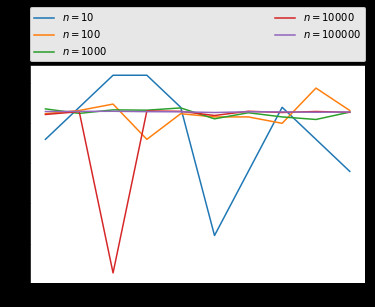 n = 10
n = 100
n = 1000
n = 10000
n = 100000